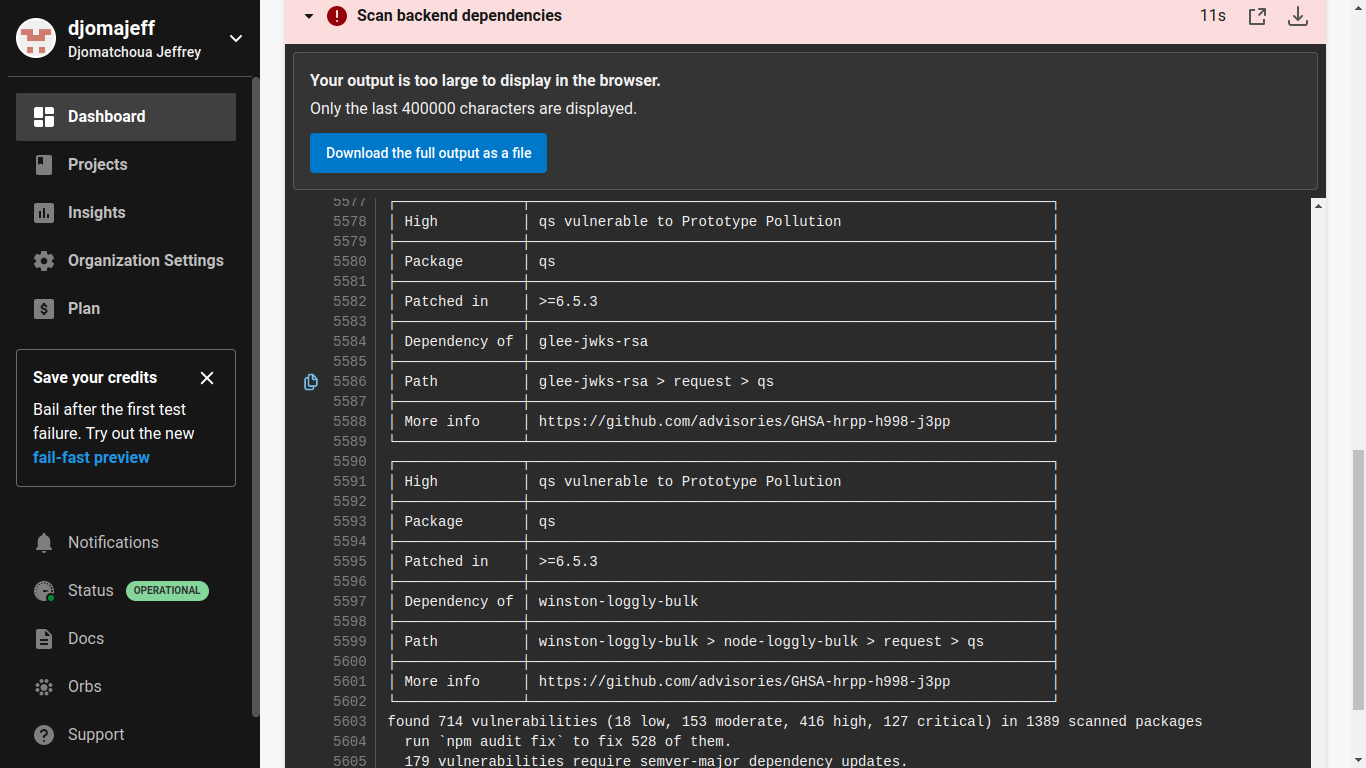 djomajeff
Djomatchoua Jeffrey
Dashboard
Projects
Insights
Organization Settings
Plan
Save your credits
Bail after the first test
failure. Try out the new
fail-fast preview
Notifications
Status OPERATIONAL
Docs
Orbs
Support
Scan backend dependencies 11s
Your output is too large to display in the browser.
Only the last 400000 characters are displayed.
Download the full output as a file
5577
5578 High qs vulnerable to Prototype Pollution
5579
5580 Package qs
5581
5582 Patched in >=6.5.3
5583
5584 Dependency of glee-jwks-rsa
5585
5586 Path glee-jwks-rsa > request > qs
5587
5588 More info https://github.com/advisories/GHSA-hrpp-h998-j3pp
5589
5590
5591 High qs vulnerable to Prototype Pollution
5592
5593 Package qs
5594
5595 Patched in >=6.5.3
5596
5597 Dependency of winston-loggly-bulk
5598
5599 Path winston-loggly-bulk > node-loggly-bulk > request > qs
5600
5601 More info https://github.com/advisories/GHSA-hrpp-h998-j3pp
5602
5603 found 714 vulnerabilities (18 low, 153 moderate, 416 high, 127 critical) in 1389 scanned packages
5604 run `npm audit fix` to fix 528 of them.
5605 179 vulnerabilities require semver-major dependency updates.